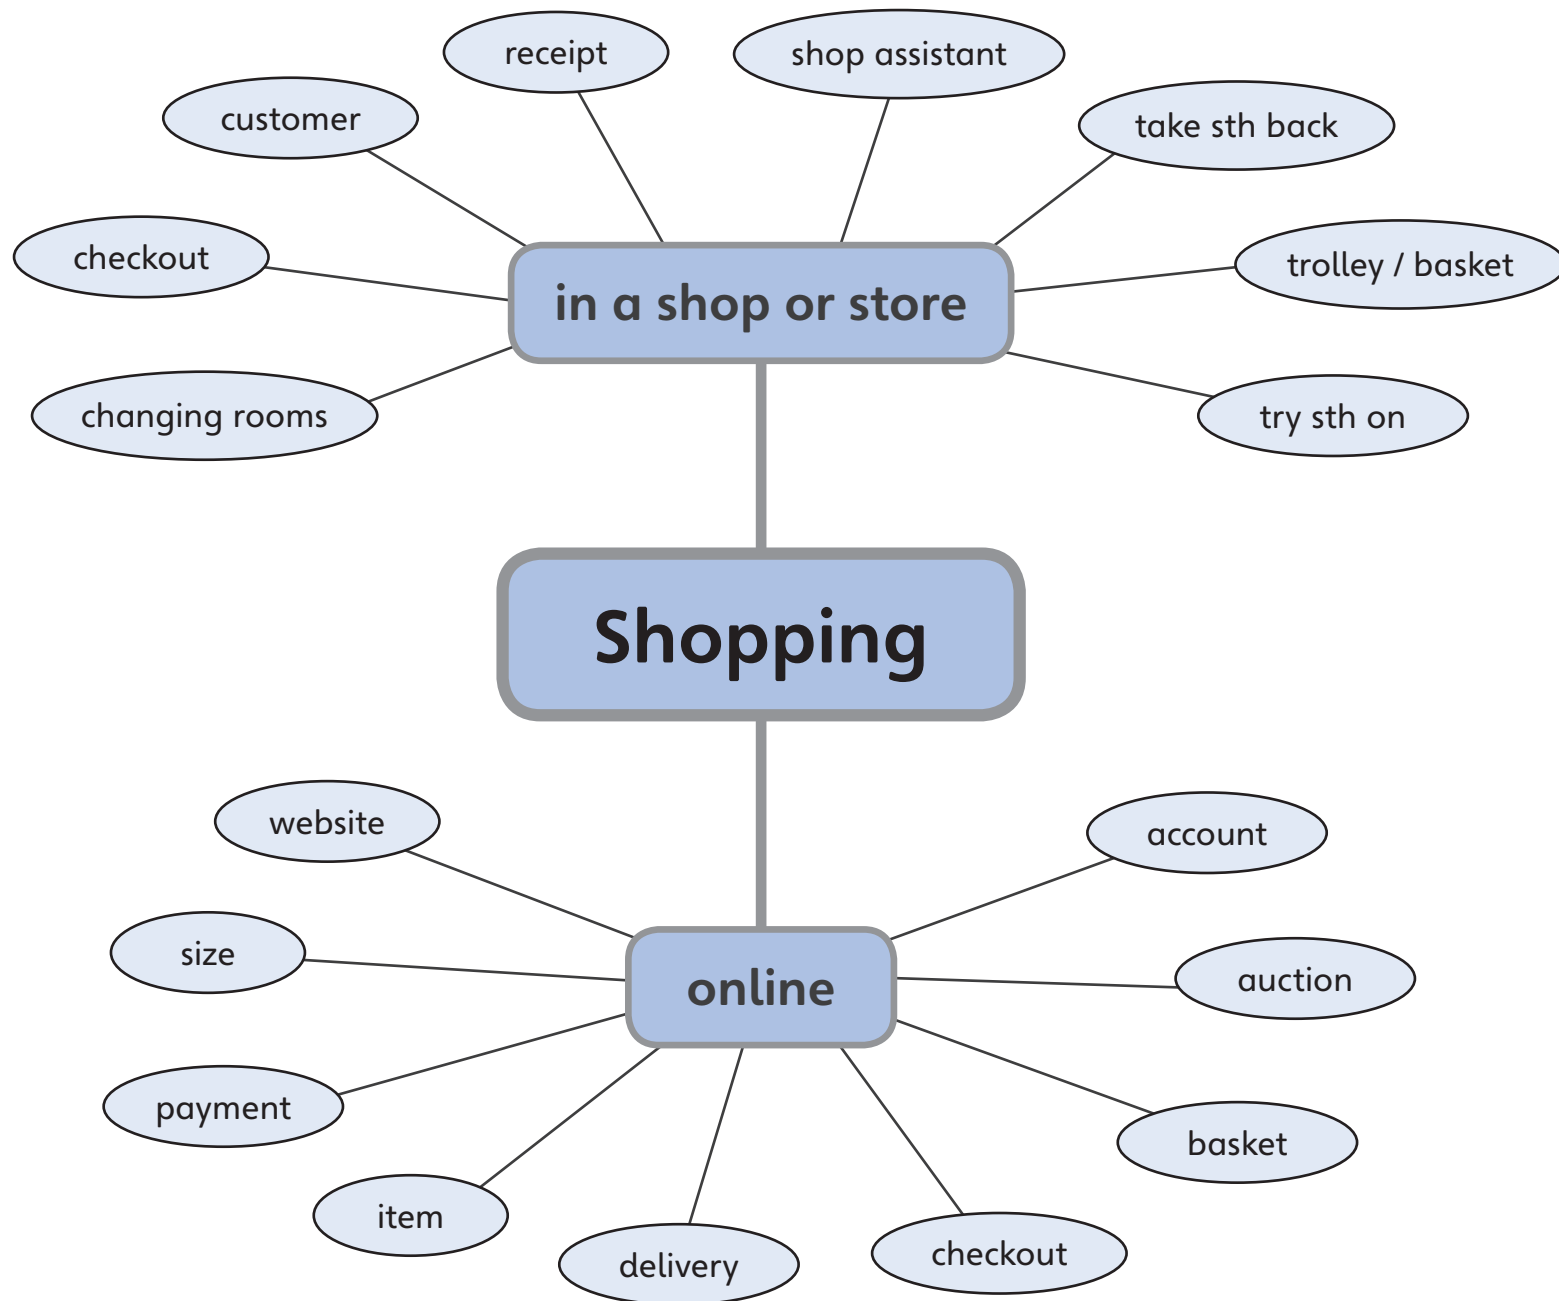 receipt
shop assistant
customer
take sth back
checkout
trolley / basket
in a shop or store
changing rooms
try sth on
Shopping
website
account
size
auction
online
payment
basket
item
delivery
checkout